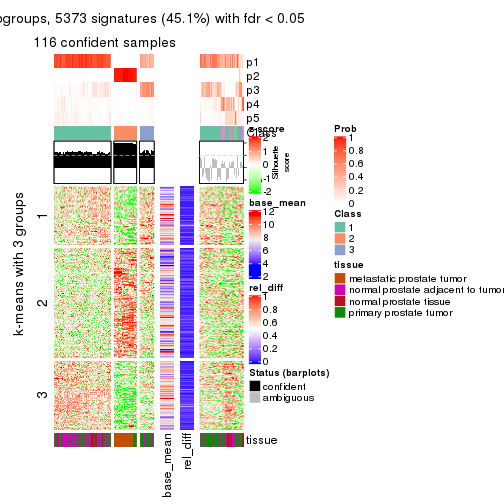 ogroups, 5373 signatures (45.1%) with fdr < 0.05
116 confident samples
p1
p2
p3
p4
p5
Class
z-score
2
1
0
-1
-2
Silhouette
score
base_mean
12
10
8
6
4
2
rel_diff
1
0.8
0.6
0.4
0.2
0
Status (barplots)
confident
ambiguous
Prob
1
0.8
0.6
0.4
0.2
0
Class
1
2
3
tissue
metastatic prostate tumor
normal prostate adjacent to tumor
normal prostate tissue
primary prostate tumor
k-means with 3 groups
1
2
3
base_mean
rel_diff
tissue